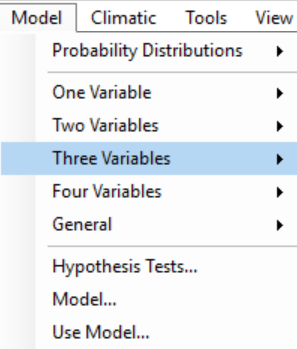 Model Climatic Tools View
Probability Distributions
One Variable
Two Variables
Three Variables
Four Variables
General
Hypothesis Tests...
Model...
Use Model...